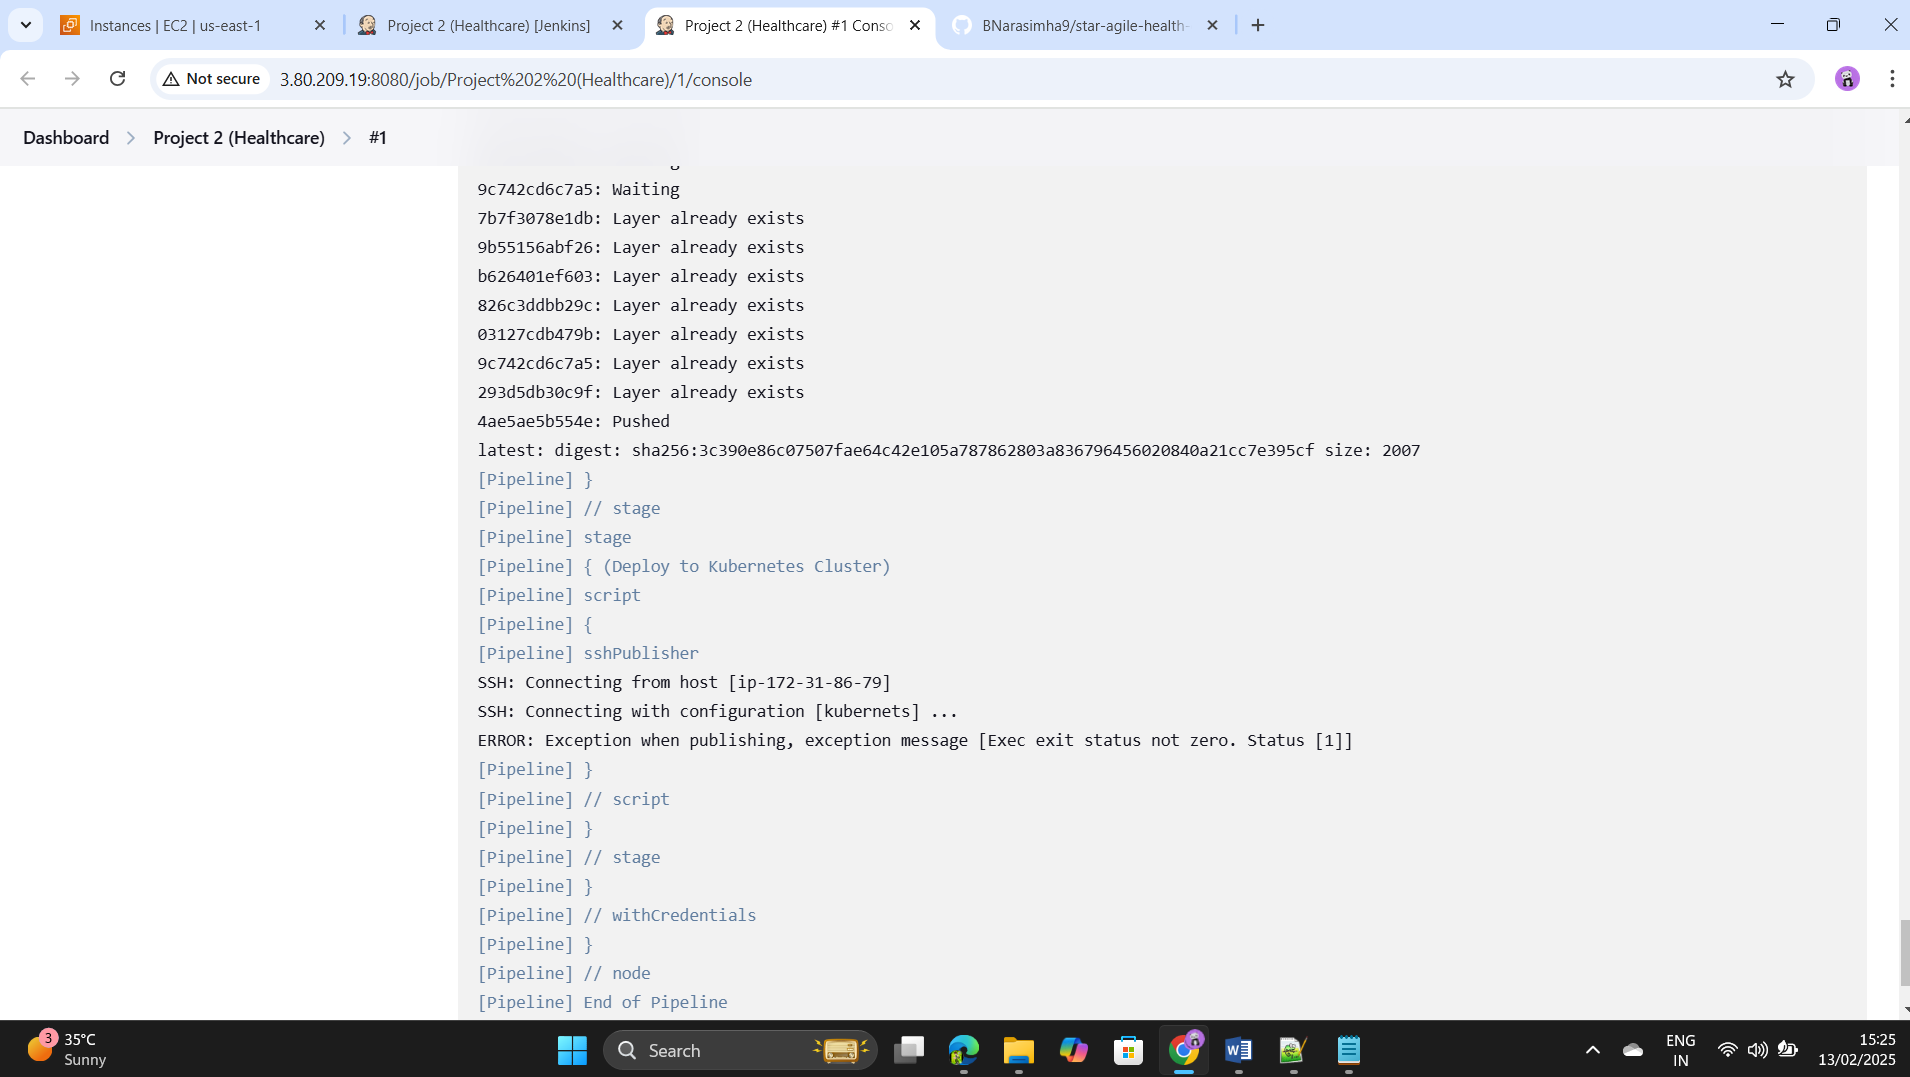 Instances | EC2 | us-east-1
Project 2 (Healthcare) [Jenkins]
Project 2 (Healthcare) #1 Conso
BNarasimha9/star-agile-health-
Not secure
3.80.209.19:8080/job/Project%202%20(Healthcare)/1/console
Dashboard > Project 2 (Healthcare) > #1
9c742cd6c7a5: Waiting
7b7f3078e1db: Layer already exists
9b55156abf26: Layer already exists
b626401ef603: Layer already exists
826c3ddbb29c: Layer already exists
03127cdb479b: Layer already exists
9c742cd6c7a5: Layer already exists
293d5db30c9f: Layer already exists
4ae5ae5b554e: Pushed
latest: digest: sha256:3c390e86c07507fae64c42e105a787862803a836796456020840a21cc7e395cf size: 2007
[Pipeline] }
[Pipeline] // stage
[Pipeline] stage
[Pipeline] { (Deploy to Kubernetes Cluster)
[Pipeline] script
[Pipeline] {
[Pipeline] sshPublisher
SSH: Connecting from host [ip-172-31-86-79]
SSH: Connecting with configuration [kubernets] ...
ERROR: Exception when publishing, exception message [Exec exit status not zero. Status [1]]
[Pipeline] }
[Pipeline] // script
[Pipeline] }
[Pipeline] // stage
[Pipeline] }
[Pipeline] // withCredentials
[Pipeline] }
[Pipeline] // node
[Pipeline] End of Pipeline
3
35°C
Sunny
Search
ENG
IN
15:25
13/02/2025